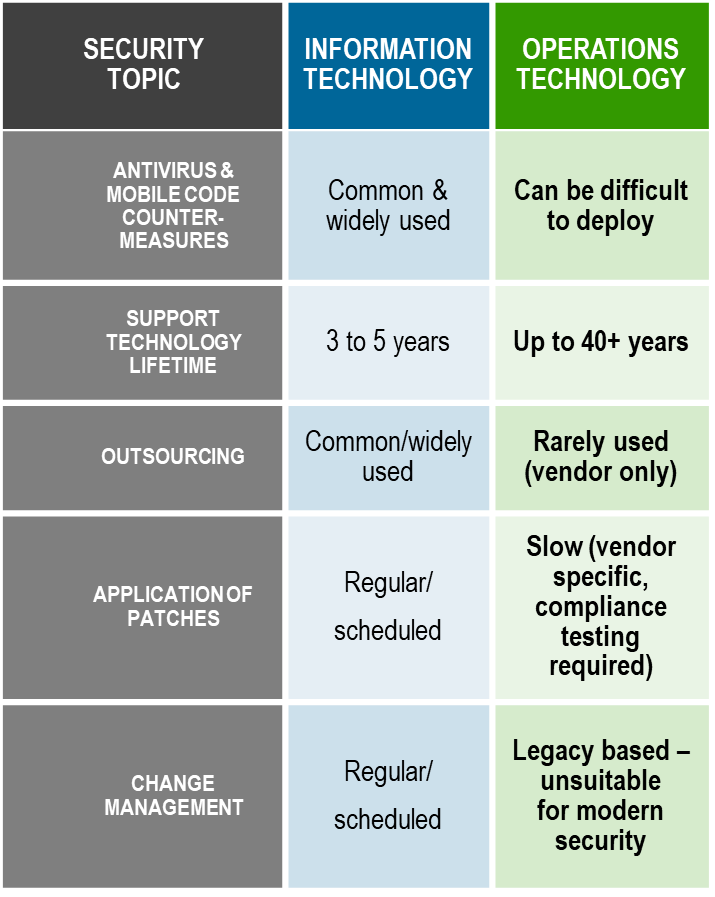 SECURITY
TOPIC
INFORMATION
TECHNOLOGY
OPERATIONS
TECHNOLOGY
ANTIVIRUS &
MOBILE CODE
COUNTER-
MEASURES
Common &
widely used
Can be difficult
to deploy
SUPPORT
TECHNOLOGY
LIFETIME
3 to 5 years
Up to 40+ years
OUTSOURCING
Common/widely
used
Rarely used
(vendor only)
APPLICATION OF
PATCHES
Regular/
scheduled
Slow (vendor
specific,
compliance
testing
required)
CHANGE
MANAGEMENT
Regular/
scheduled
Legacy based –
unsuitable
for modern
security